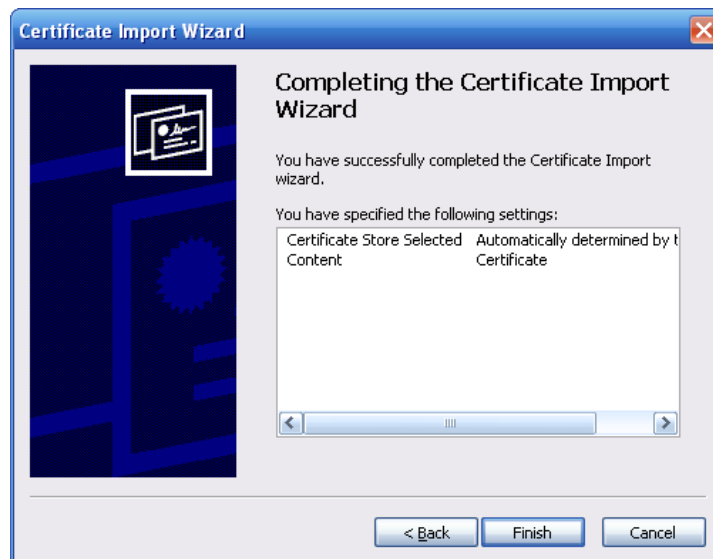 Certificate Import Wizard
Completing the Certificate Import
Wizard
You have successfully completed the Certificate Import
wizard.
You have specified the following settings:
Certificate Store Selected Automatically determined by t
Content Certificate
< Back Finish Cancel